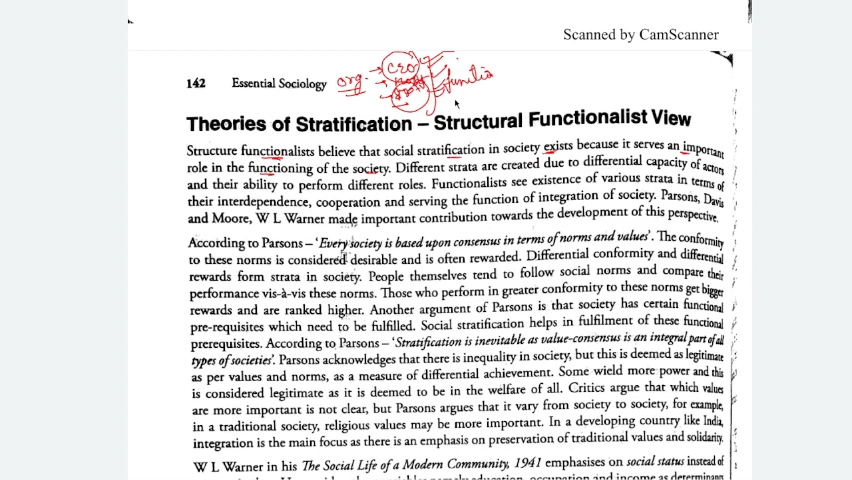 Scanned by CamScanner
org. CEO
functio
142 Essential Sociology
Theories of Stratification – Structural Functionalist View
Structure functionalists believe that social stratification in society exists because it serves an important
role in the functioning of the society. Different strata are created due to differential capacity of actors
and their ability to perform different roles. Functionalists see existence of various strata in terms of
their interdependence, cooperation and serving the function of integration of society. Parsons, Davis
and Moore, W L Warner made important contribution towards the development of this perspective.
According to Parsons – 'Every society is based upon consensus in terms of norms and values'. The conformity
to these norms is considered desirable and is often rewarded. Differential conformity and differential
rewards form strata in society. People themselves tend to follow social norms and compare their
performance vis-à-vis these norms. Those who perform in greater conformity to these norms get bigger
rewards and are ranked higher. Another argument of Parsons is that society has certain functional
pre-requisites which need to be fulfilled. Social stratification helps in fulfilment of these functional
prerequisites. According to Parsons – 'Stratification is inevitable as value-consensus is an integral part of all
types of societies'. Parsons acknowledges that there is inequality in society, but this is deemed as legitimate
as per values and norms, as a measure of differential achievement. Some wield more power and this
is considered legitimate as it is deemed to be in the welfare of all. Critics argue that which values
are more important is not clear, but Parsons argues that it vary from society to society, for example,
in a traditional society, religious values may be more important. In a developing country like India,
integration is the main focus as there is an emphasis on preservation of traditional values and solidarity.
W L Warner in his The Social Life of a Modern Community, 1941 emphasises on social status instead of
education, occupation and income as determinants